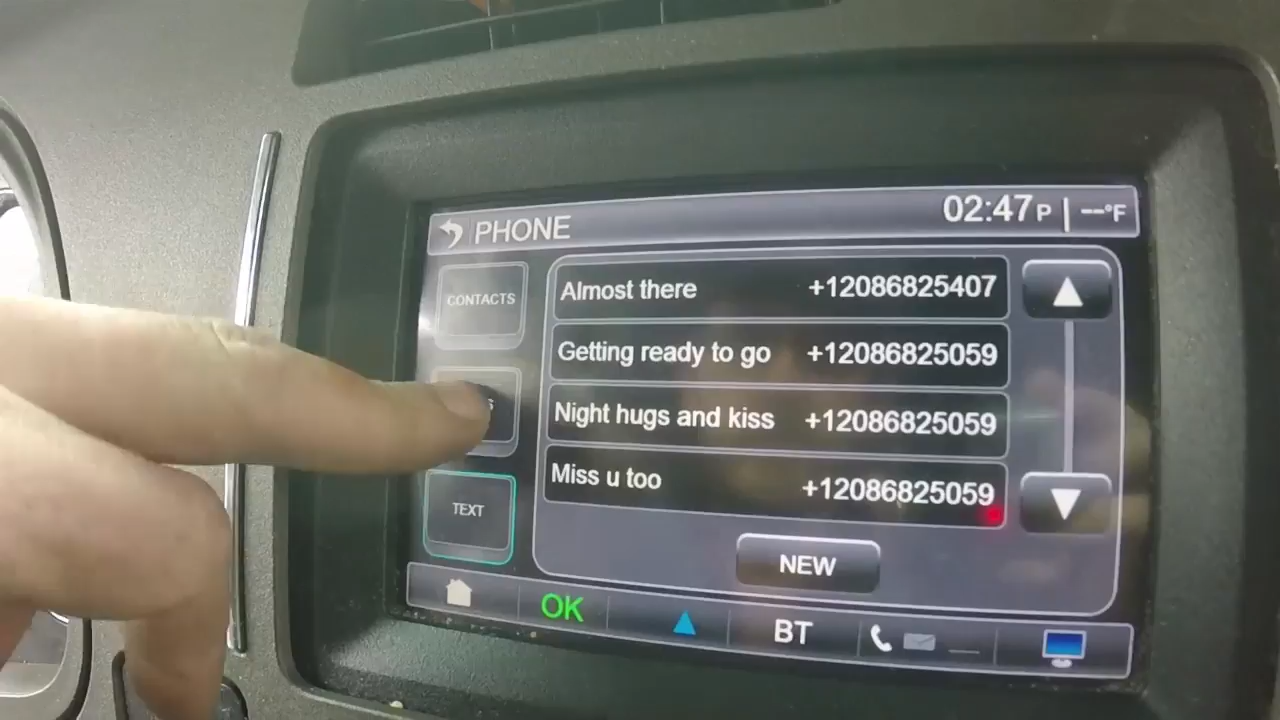 PHONE 02:47P | --°F
CONTACTS
Almost there +12086825407
Getting ready to go +12086825059
Night hugs and kiss +12086825059
Miss u too +12086825059
TEXT
NEW
OK BT